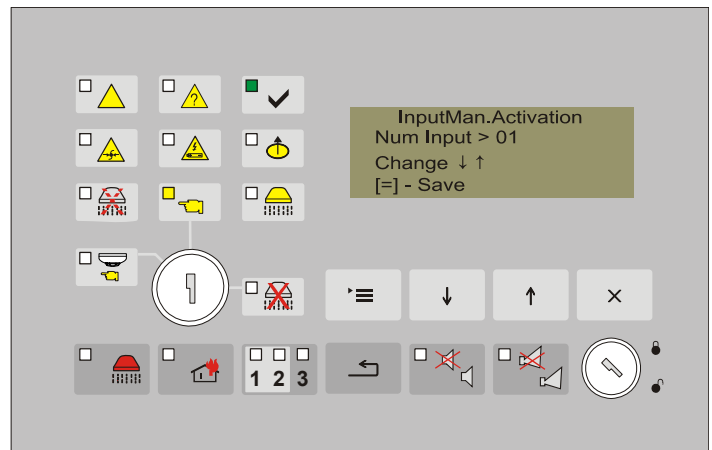 InputMan.Activation
Num Input > 01
Change ↓ ↑
[=] - Save
?
1 2 3